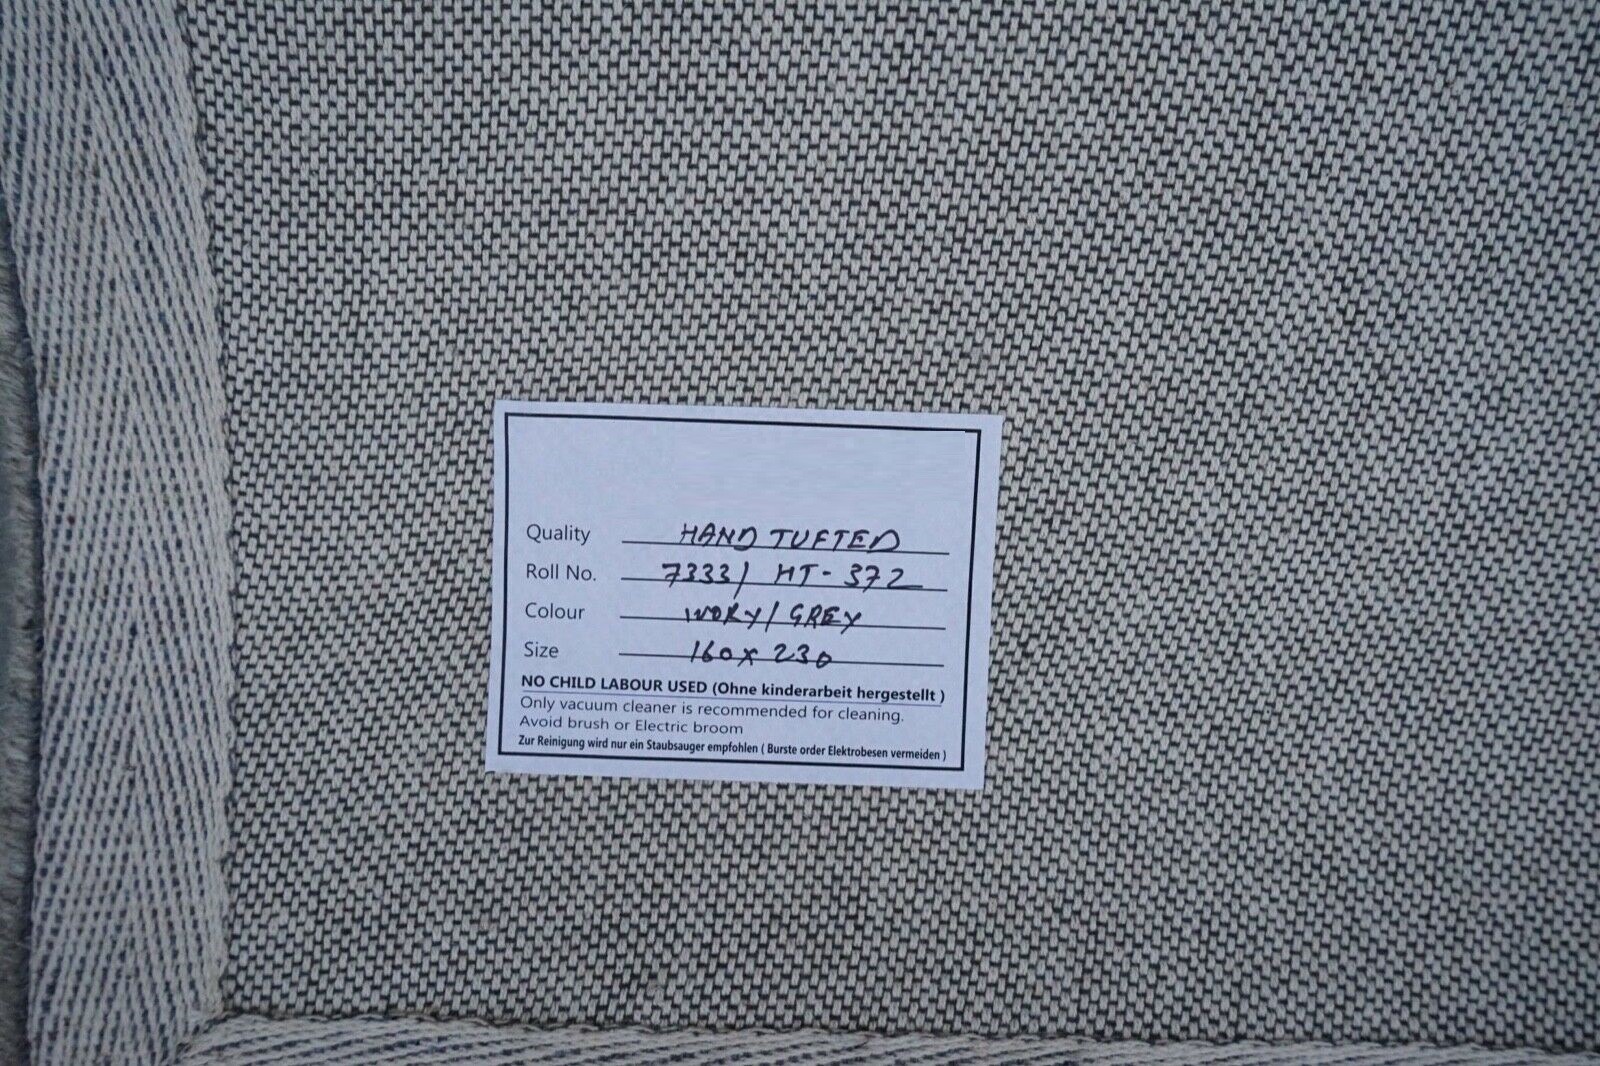 Quality HAND TUFTED
Roll No. 7333/ HT-372
Colour IVORY/GREY
Size 160x230
NO CHILD LABOUR USED (Ohne kinderarbeit hergestellt )
Only vacuum cleaner is recommended for cleaning.
Avoid brush or Electric broom
Zur Reinigung wird nur ein Staubsauger empfohlen ( Burste order Elektrobesen vermeiden )